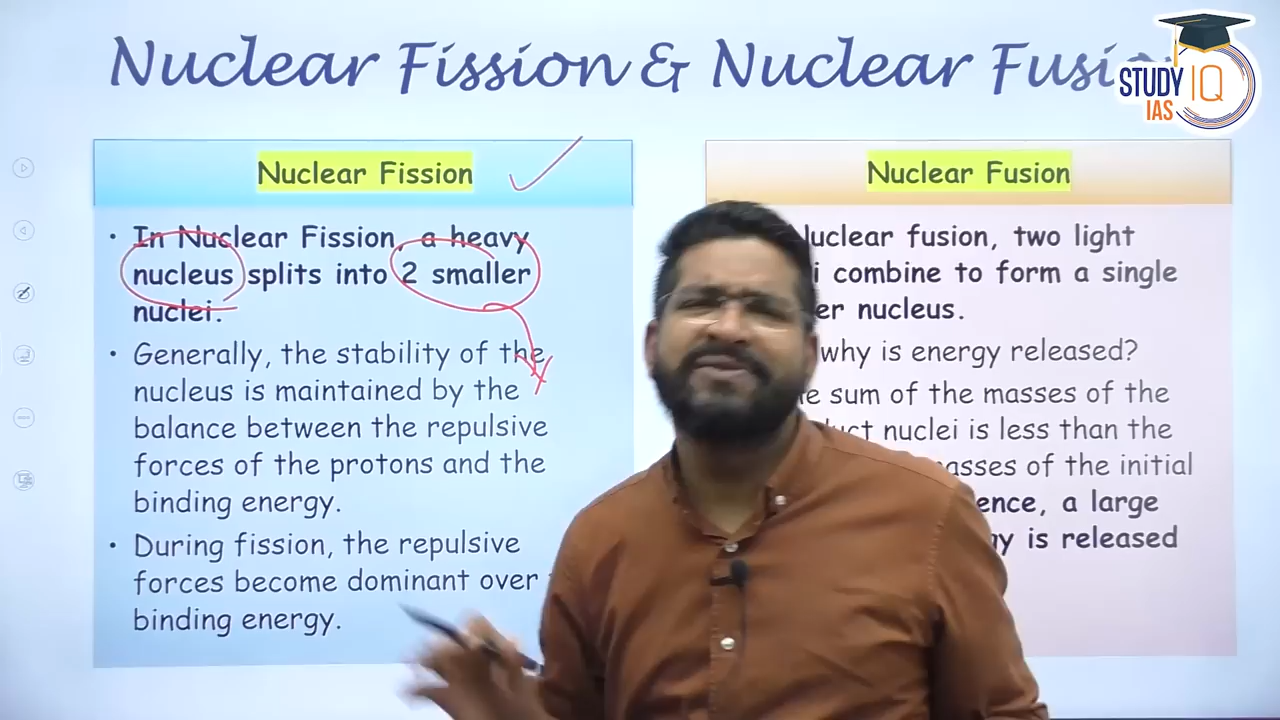 Nuclear Fission & Nuclear
STUDY IQ
IAS
Nuclear Fission
In Nuclear Fission, a heavy
nucleus splits into 2 smaller
nuclei.
Generally, the stability of the
nucleus is maintained by the
balance between the repulsive
forces of the protons and the
binding energy.
During fission, the repulsive
forces become dominant over
binding energy.
Nuclear Fusion
fusion, two light
combine to form a single
nucleus.
why is energy released?
sum of the masses of the
nuclei is less than the
of the initial
a large
is released